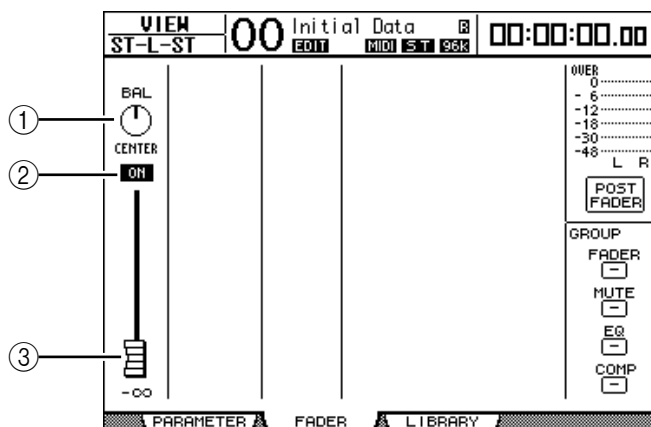 VIEW
ST-L-ST
00 Initial Data R
EDIT MIDI ST 96k
00:00:00.00
BAL
① CENTER
② ON
③ -∞
OVER
0
- 6
-12
-18
-30
-48
L R
POST
FADER
GROUP
FADER
-
MUTE
-
EQ
-
COMP
-
PARAMETER FADER LIBRARY